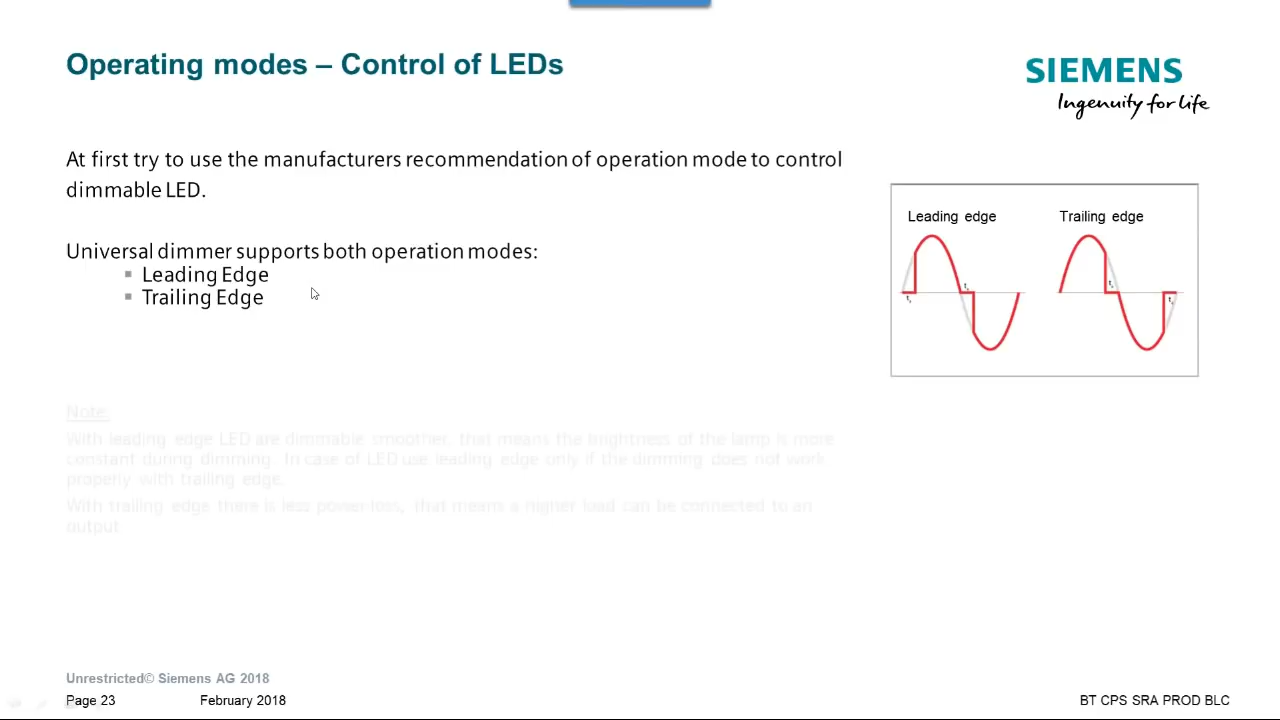 Operating modes – Control of LEDs
SIEMENS
Ingenuity for life
At first try to use the manufacturers recommendation of operation mode to control
dimmable LED.
Leading edge
Trailing edge
Universal dimmer supports both operation modes:
Leading Edge
Trailing Edge
Note:
With leading edge LED are dimmable smoother, that means the brightness of the lamp is more
constant during dimming. In case of LED use leading edge only if the dimming does not work
properly with trailing edge.
With trailing edge there is less power loss, that means a higher load can be connected to an
output
Unrestricted© Siemens AG 2018
Page 23
February 2018
BT CPS SRA PROD BLC